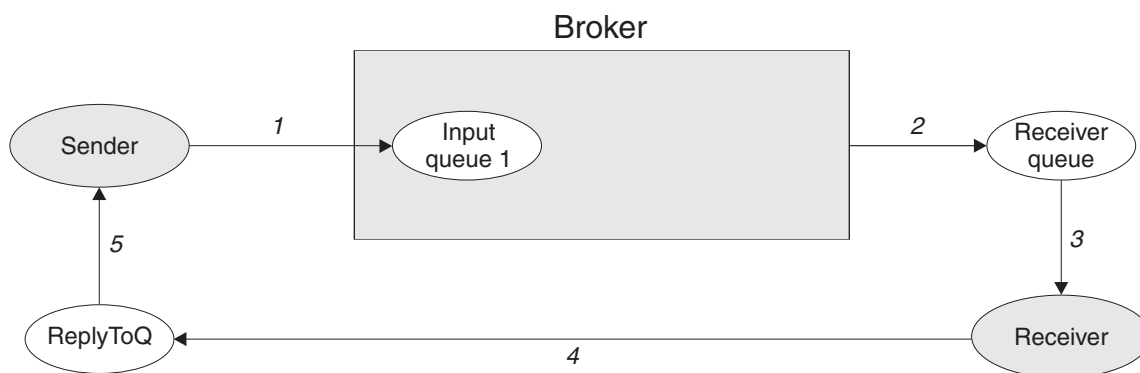 Broker
Sender
1
Input
queue 1
2
Receiver
queue
5
3
ReplyToQ
4
Receiver